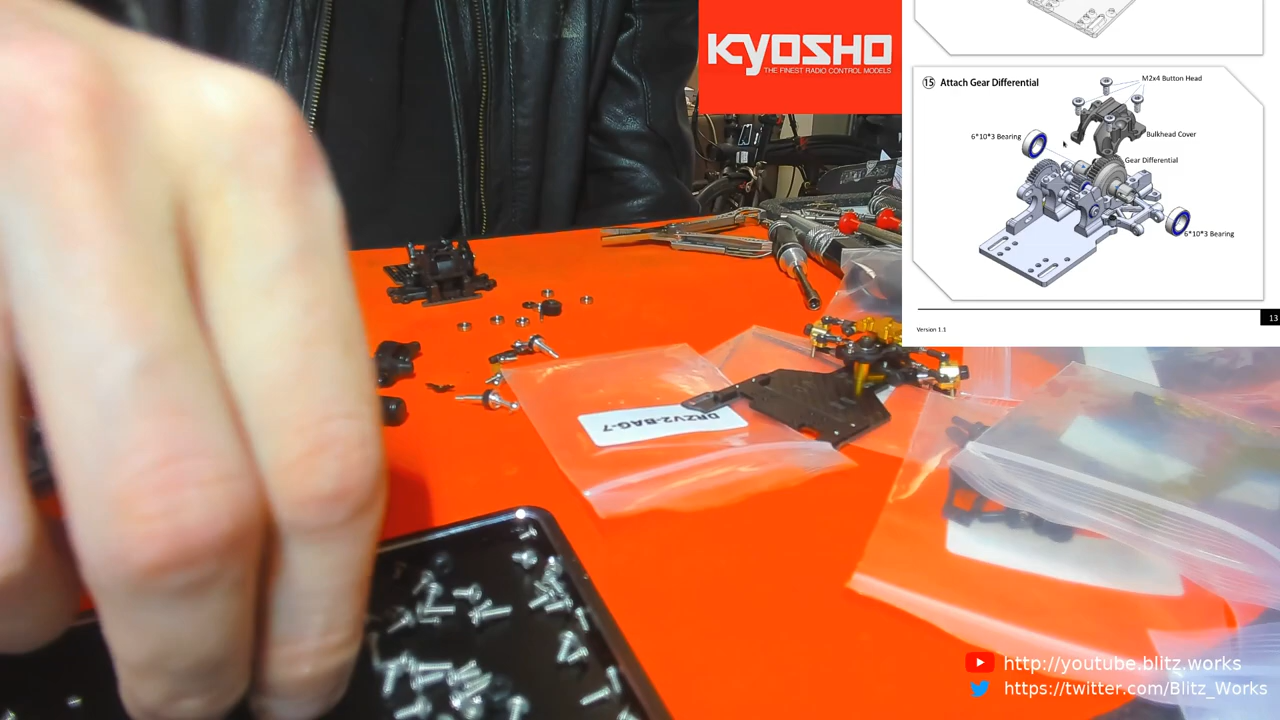 KYOSHO
THE FINEST RADIO CONTROL MODELS
15 Attach Gear Differential
M2x4 Button Head
6*10*3 Bearing
Bulkhead Cover
Gear Differential
6*10*3 Bearing
13
Version 1.1
DRZV2-BAG-7
http://youtube.blitz.works
https://twitter.com/Blitz_Works